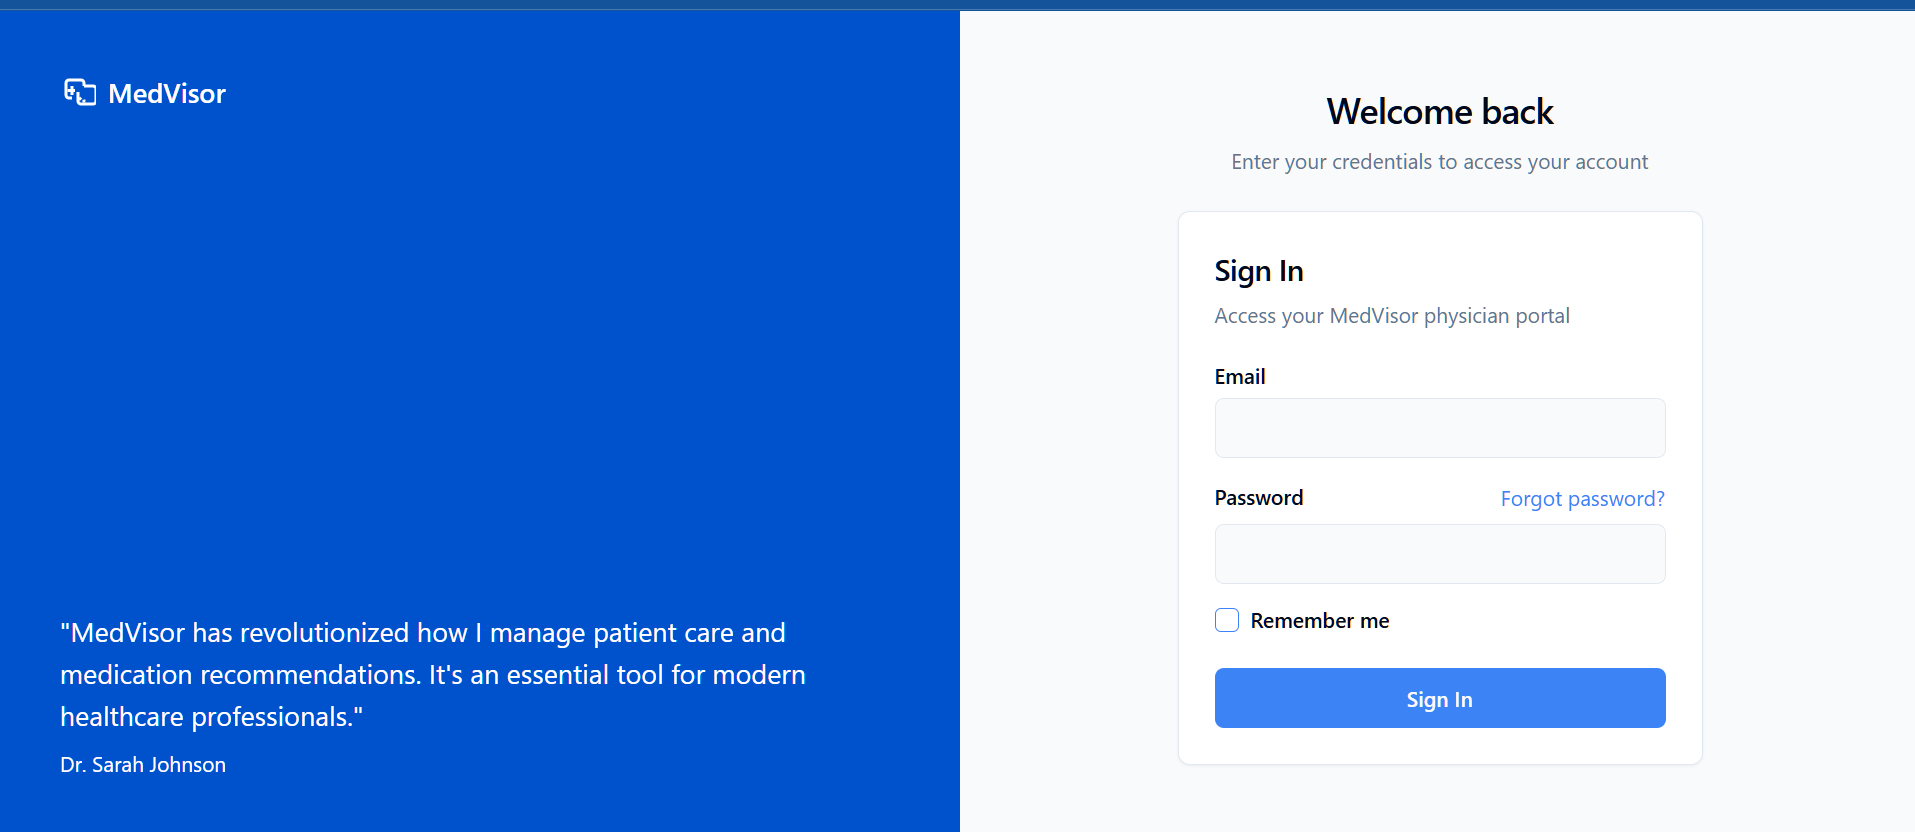 MedVisor
"MedVisor has revolutionized how I manage patient care and
medication recommendations. It's an essential tool for modern
healthcare professionals."
Dr. Sarah Johnson
Welcome back
Enter your credentials to access your account
Sign In
Access your MedVisor physician portal
Email
Password
Forgot password?
Remember me
Sign In